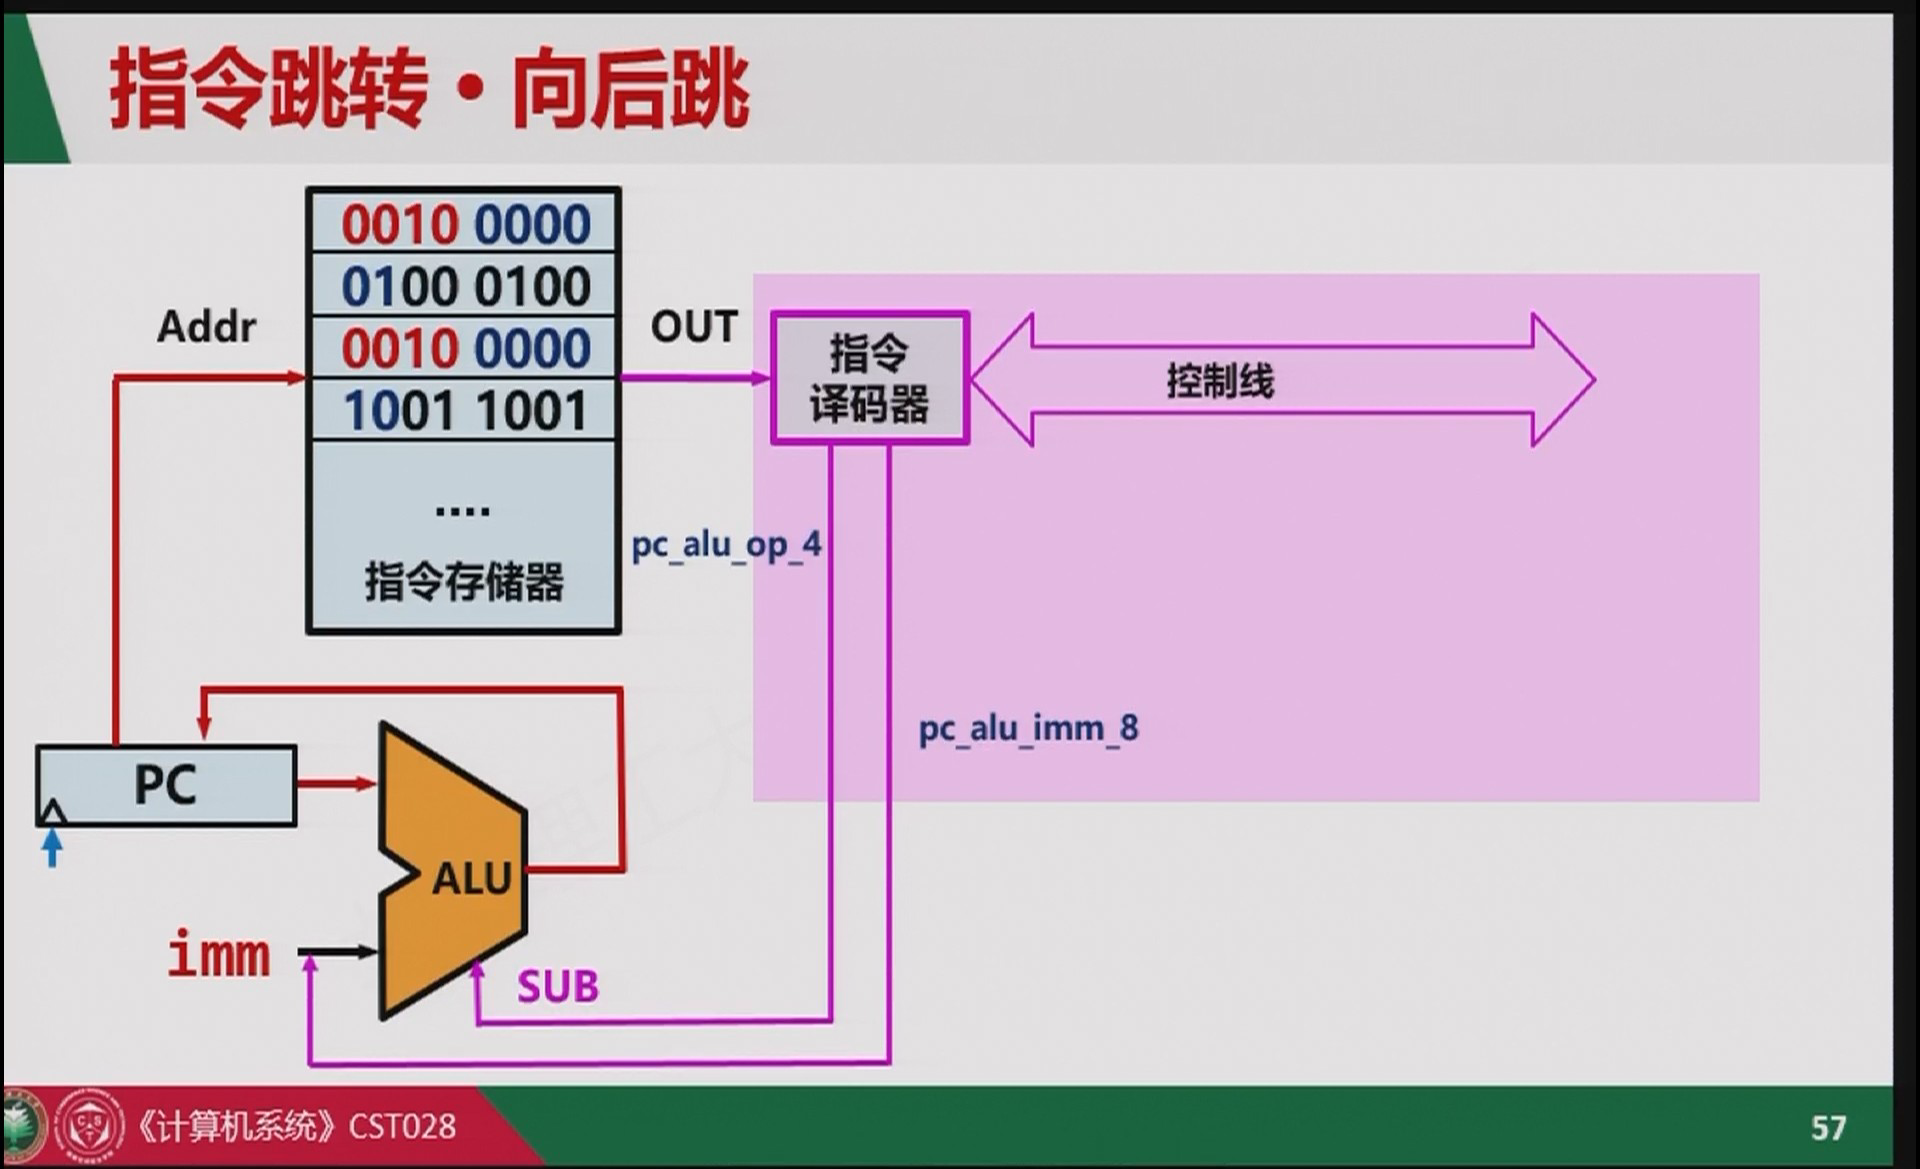 指令跳转·向后跳
0010 0000
0100 0100
0010 0000
1001 1001
....
指令存储器
Addr
OUT
指令
译码器
控制线
pc_alu_op_4
pc_alu_imm_8
PC
ALU
imm
SUB
《计算机系统》CST028
57